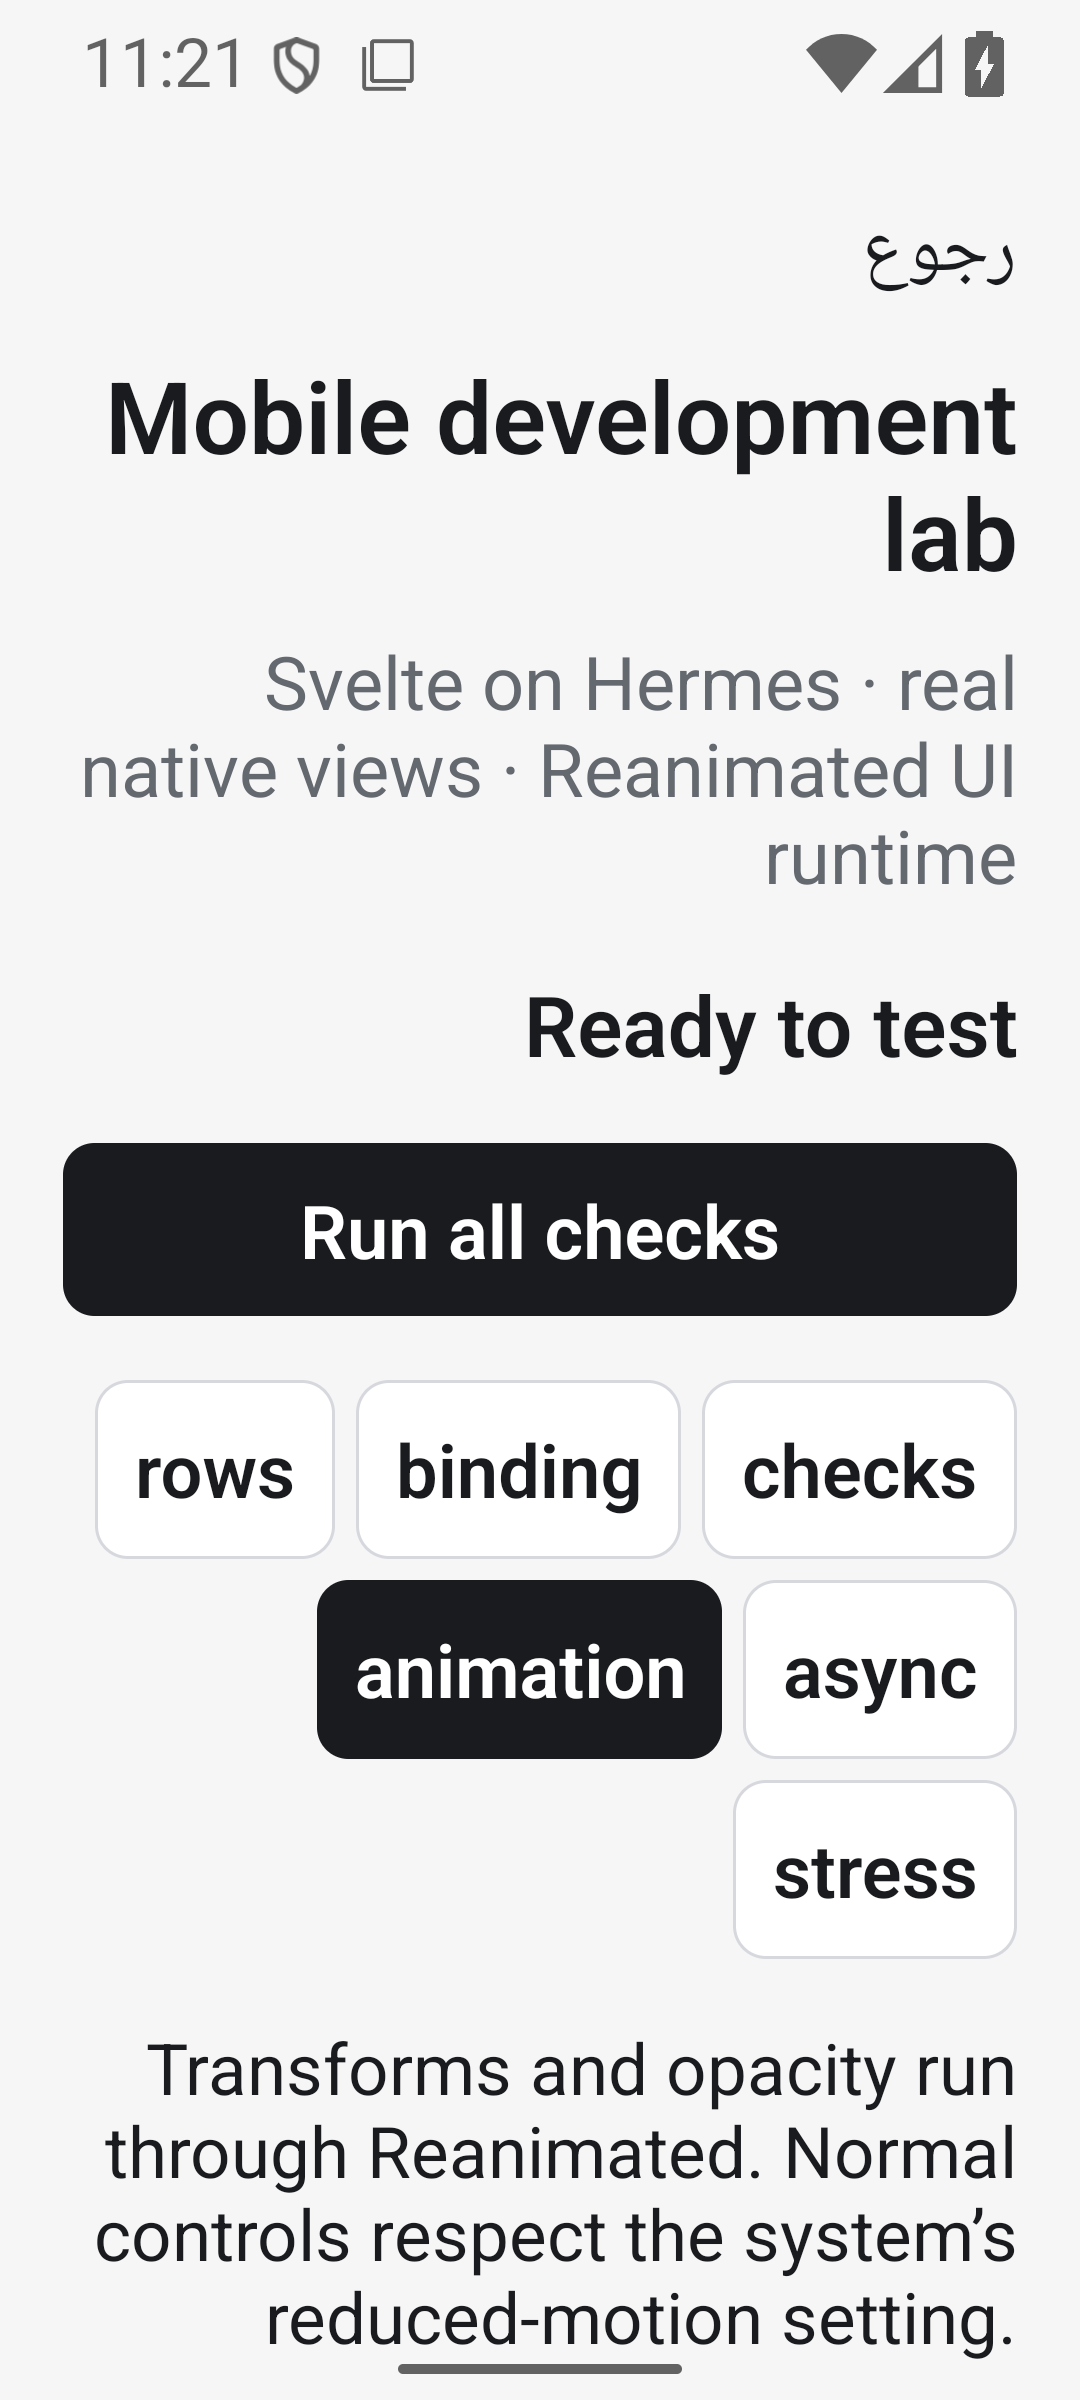 11:21
رجوع
Mobile development
lab
Svelte on Hermes · real
native views · Reanimated UI
runtime
Ready to test
Run all checks
checks binding rows
async animation
stress
Transforms and opacity run
through Reanimated. Normal
controls respect the system’s
reduced-motion setting.